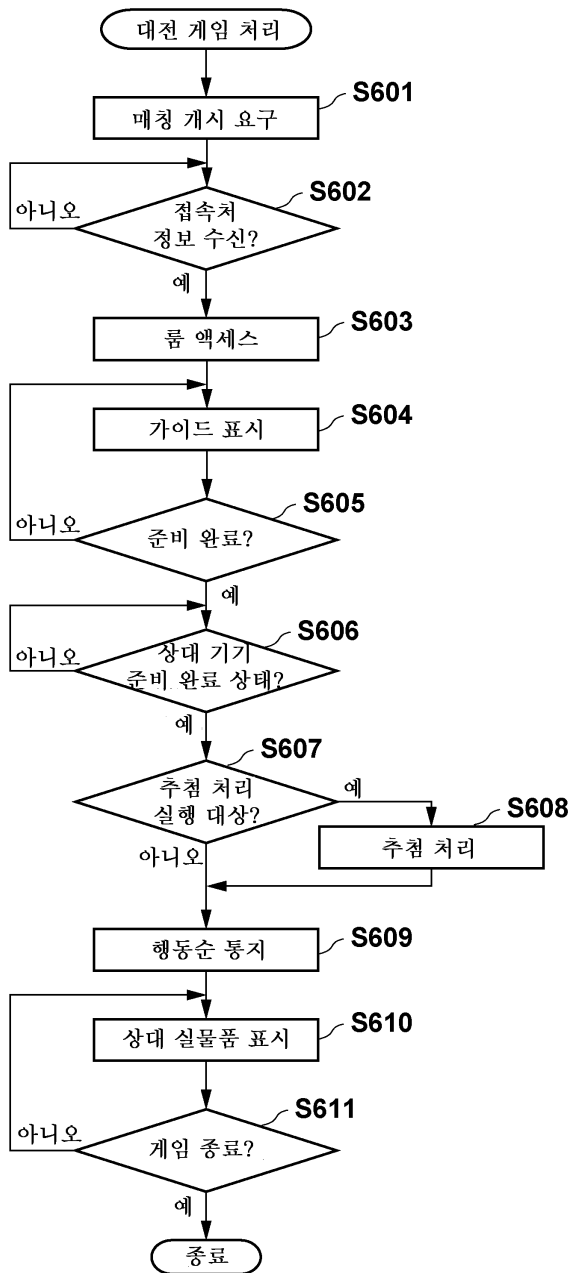 대전 게임 처리
S601
매칭 개시 요구
S602
아니오
접속처
정보 수신?
예
S603
룸 액세스
S604
가이드 표시
S605
아니오
준비 완료?
예
S606
아니오
상대 기기
준비 완료 상태?
예
S607
추첨 처리
실행 대상?
예
S608
추첨 처리
아니오
S609
행동순 통지
S610
상대 실물품 표시
S611
아니오
게임 종료?
예
종료